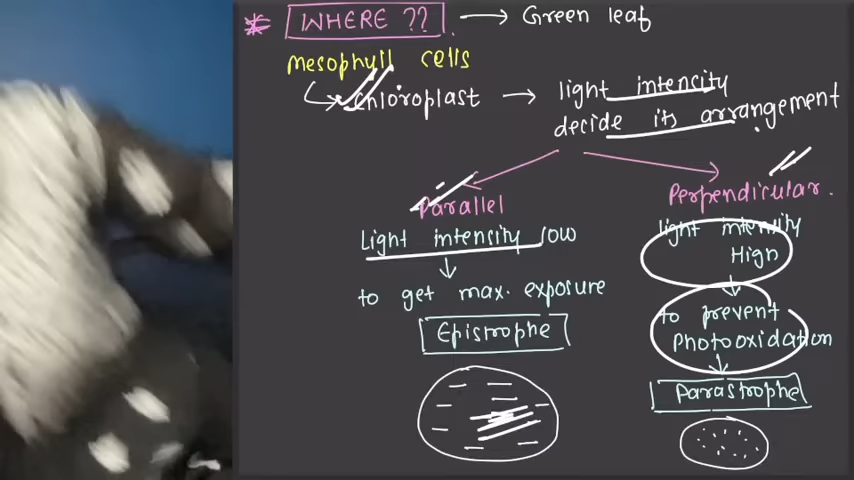 * WHERE ?? → Green leaf
mesophyll cells
↳ chloroplast → light intensity
decide its arrangement
Parallel
Light intensity low
↓
to get max. exposure
Epistrophe
Perpendicular.
light intensity
High
↓
to prevent
Photooxidation
↓
Parastrophe